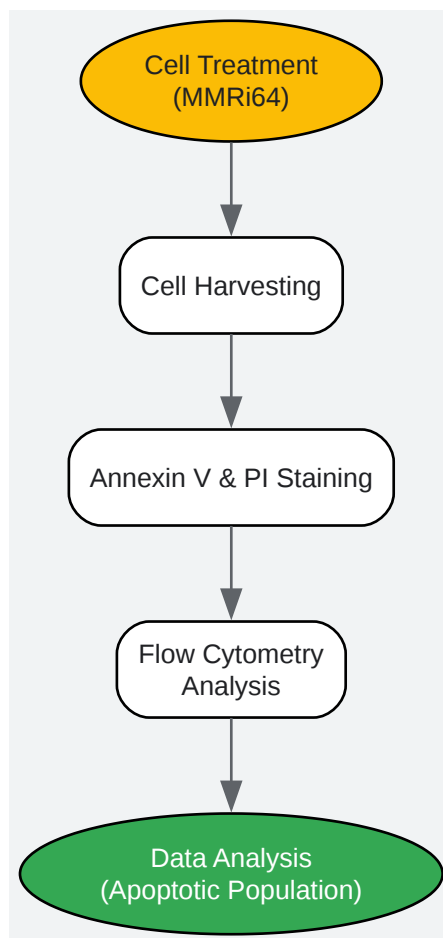 Cell Treatment
(MMRi64)
Cell Harvesting
Annexin V & PI Staining
Flow Cytometry
Analysis
Data Analysis
(Apoptotic Population)